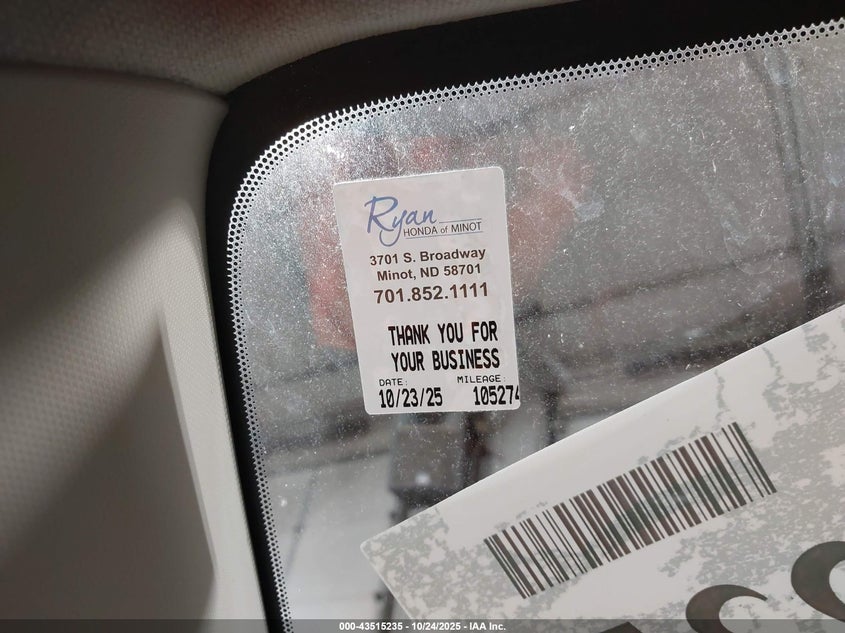 Ryan
HONDA of MINOT
3701 S. Broadway
Minot, ND 58701
701.852.1111
THANK YOU FOR
YOUR BUSINESS
DATE: MILEAGE:
10/23/25 105274
000-43515235 - 10/24/2025 - IAA Inc.